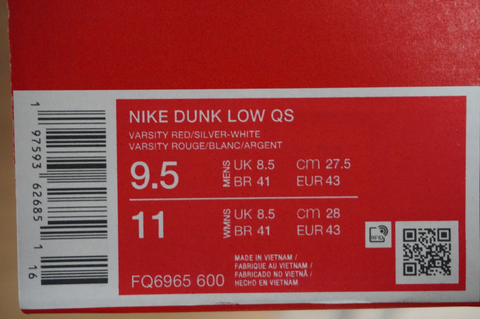 NIKE DUNK LOW QS
VARSITY RED/SILVER-WHITE
VARSITY ROUGE/BLANC/ARGENT
9.5 MENS UK 8.5 cm 27.5
BR 41 EUR 43
11 WMNS UK 8.5 cm 28
BR 41 EUR 43
MADE IN VIETNAM /
FABRIQUE AU VIETNAM /
FABRICADO NO VIETNÃ /
HECHO EN VIETNAM
FQ6965 600
1 97593 62685 1 16